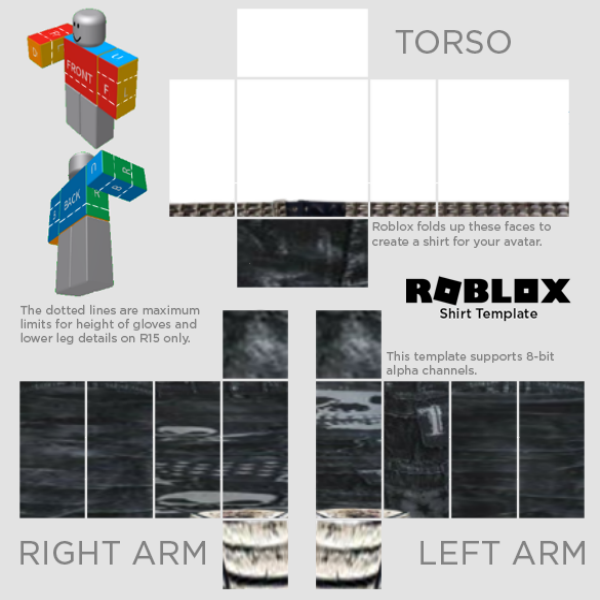 TORSO
D R
U
FRONT F L
U B
BACK R
Roblox folds up these faces to
create a shirt for your avatar.
ROBLOX
Shirt Template
The dotted lines are maximum
limits for height of gloves and
lower leg details on R15 only.
This template supports 8-bit
alpha channels.
RIGHT ARM
LEFT ARM